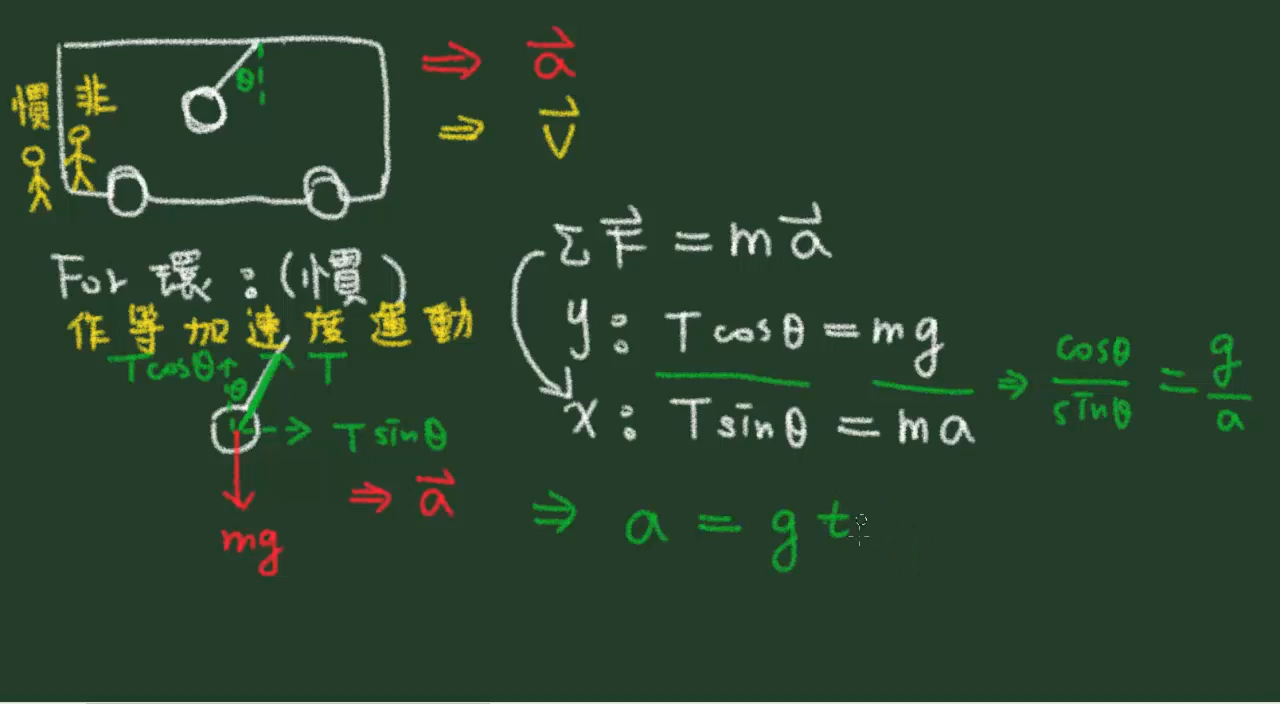 θ
⇒ a⃗
慣 非
⇒ v⃗
For 環：(慣)
作等加速度運動
Tcosθ
T
θ
Tsinθ
mg
⇒ a⃗
ΣF⃗ = ma⃗
y: Tcosθ = mg
x: Tsinθ = ma
⇒ cosθ/sinθ = g/a
⇒ a = g t